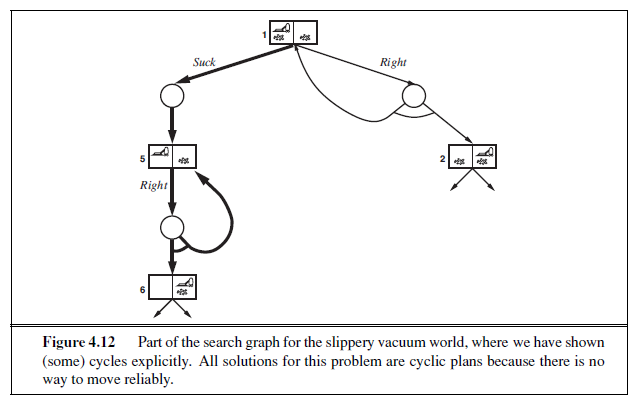 1
Suck
Right
5
2
Right
6
Figure 4.12 Part of the search graph for the slippery vacuum world, where we have shown
(some) cycles explicitly. All solutions for this problem are cyclic plans because there is no
way to move reliably.